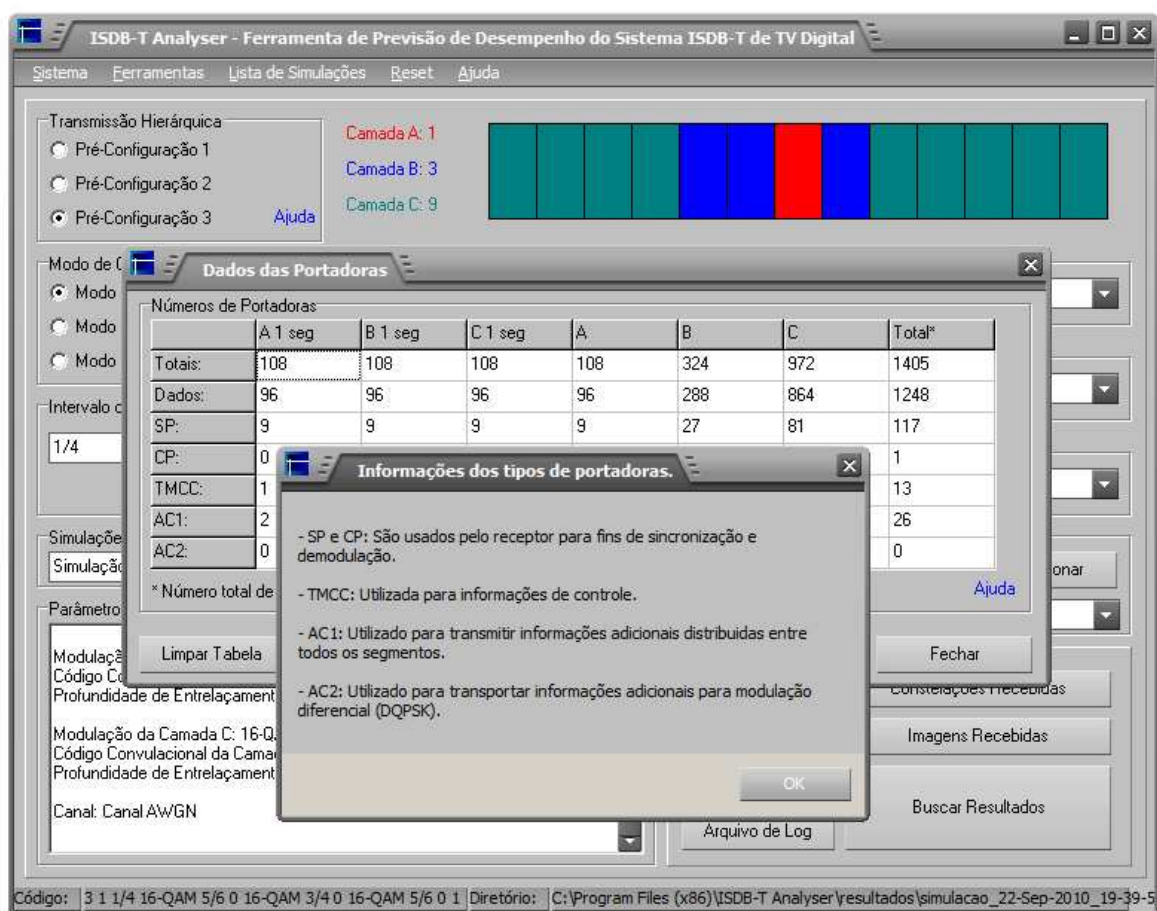 ISDB-T Analyser - Ferramenta de Previsão de Desempenho do Sistema ISDB-T de TV Digital
Sistema Ferramentas Lista de Simulações Reset Ajuda
Transmissão Hierárquica
Pré-Configuração 1
Pré-Configuração 2
Pré-Configuração 3 Ajuda
Camada A: 1
Camada B: 3
Camada C: 9
Modo de
Modo
Modo
Modo
Intervalo
1/4
Dados das Portadoras
Números de Portadoras
A 1 seg B 1 seg C 1 seg A B C Total*
Totais: 108 108 108 108 324 972 1405
Dados: 96 96 96 96 288 864 1248
SP: 9 9 9 9 27 81 117
CP: 0 1
TMCC: 1 13
AC1: 2 26
AC2: 0 0
* Número total de
Ajuda
Limpar Tabela
Fechar
Informações dos tipos de portadoras.
- SP e CP: São usados pelo receptor para fins de sincronização e
demodulação.
- TMCC: Utilizada para informações de controle.
- AC1: Utilizado para transmitir informações adicionais distribuidas entre
todos os segmentos.
- AC2: Utilizado para transportar informações adicionais para modulação
diferencial (DQPSK).
OK
Simulaçõe
Simulação
onar
Parâmetro
Modulaçã
Código Co
Profundidade de Entrelaçament
Modulação da Camada C: 16-Q
Código Convulacional da Cama
Profundidade de Entrelaçament
Canal: Canal AWGN
Constelações Recebidas
Imagens Recebidas
Arquivo de Log
Buscar Resultados
Código: 3 1 1/4 16-QAM 5/6 0 16-QAM 3/4 0 16-QAM 5/6 0 1 Diretório: C:\Program Files (x86)\ISDB-T Analyser\resultados\simulacao_22-Sep-2010_19-39-5